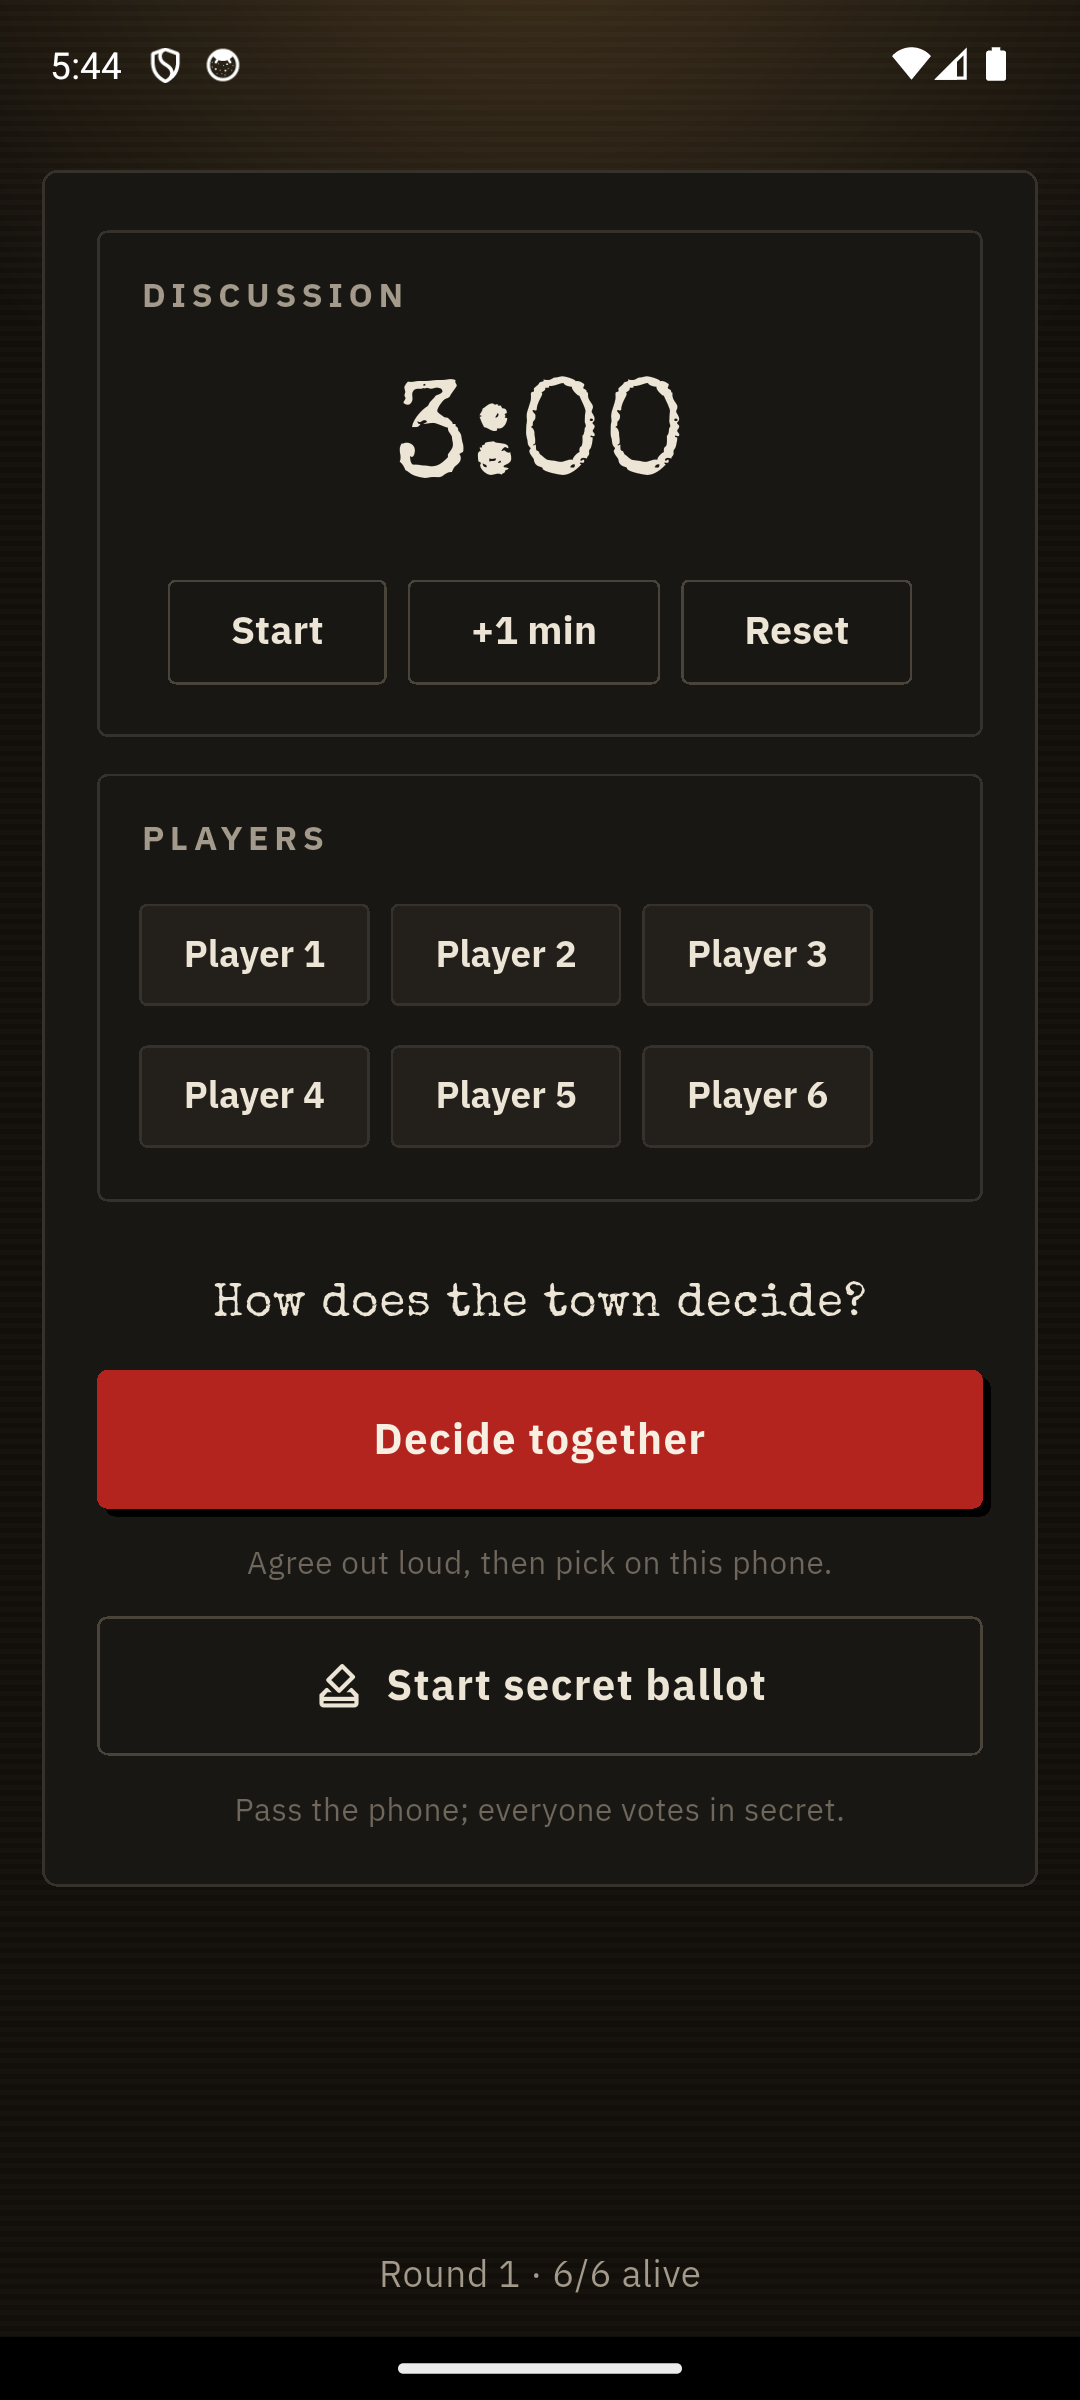 5:44
DISCUSSION
3:00
Start
+1 min
Reset
PLAYERS
Player 1
Player 2
Player 3
Player 4
Player 5
Player 6
How does the town decide?
Decide together
Agree out loud, then pick on this phone.
Start secret ballot
Pass the phone; everyone votes in secret.
Round 1 · 6/6 alive